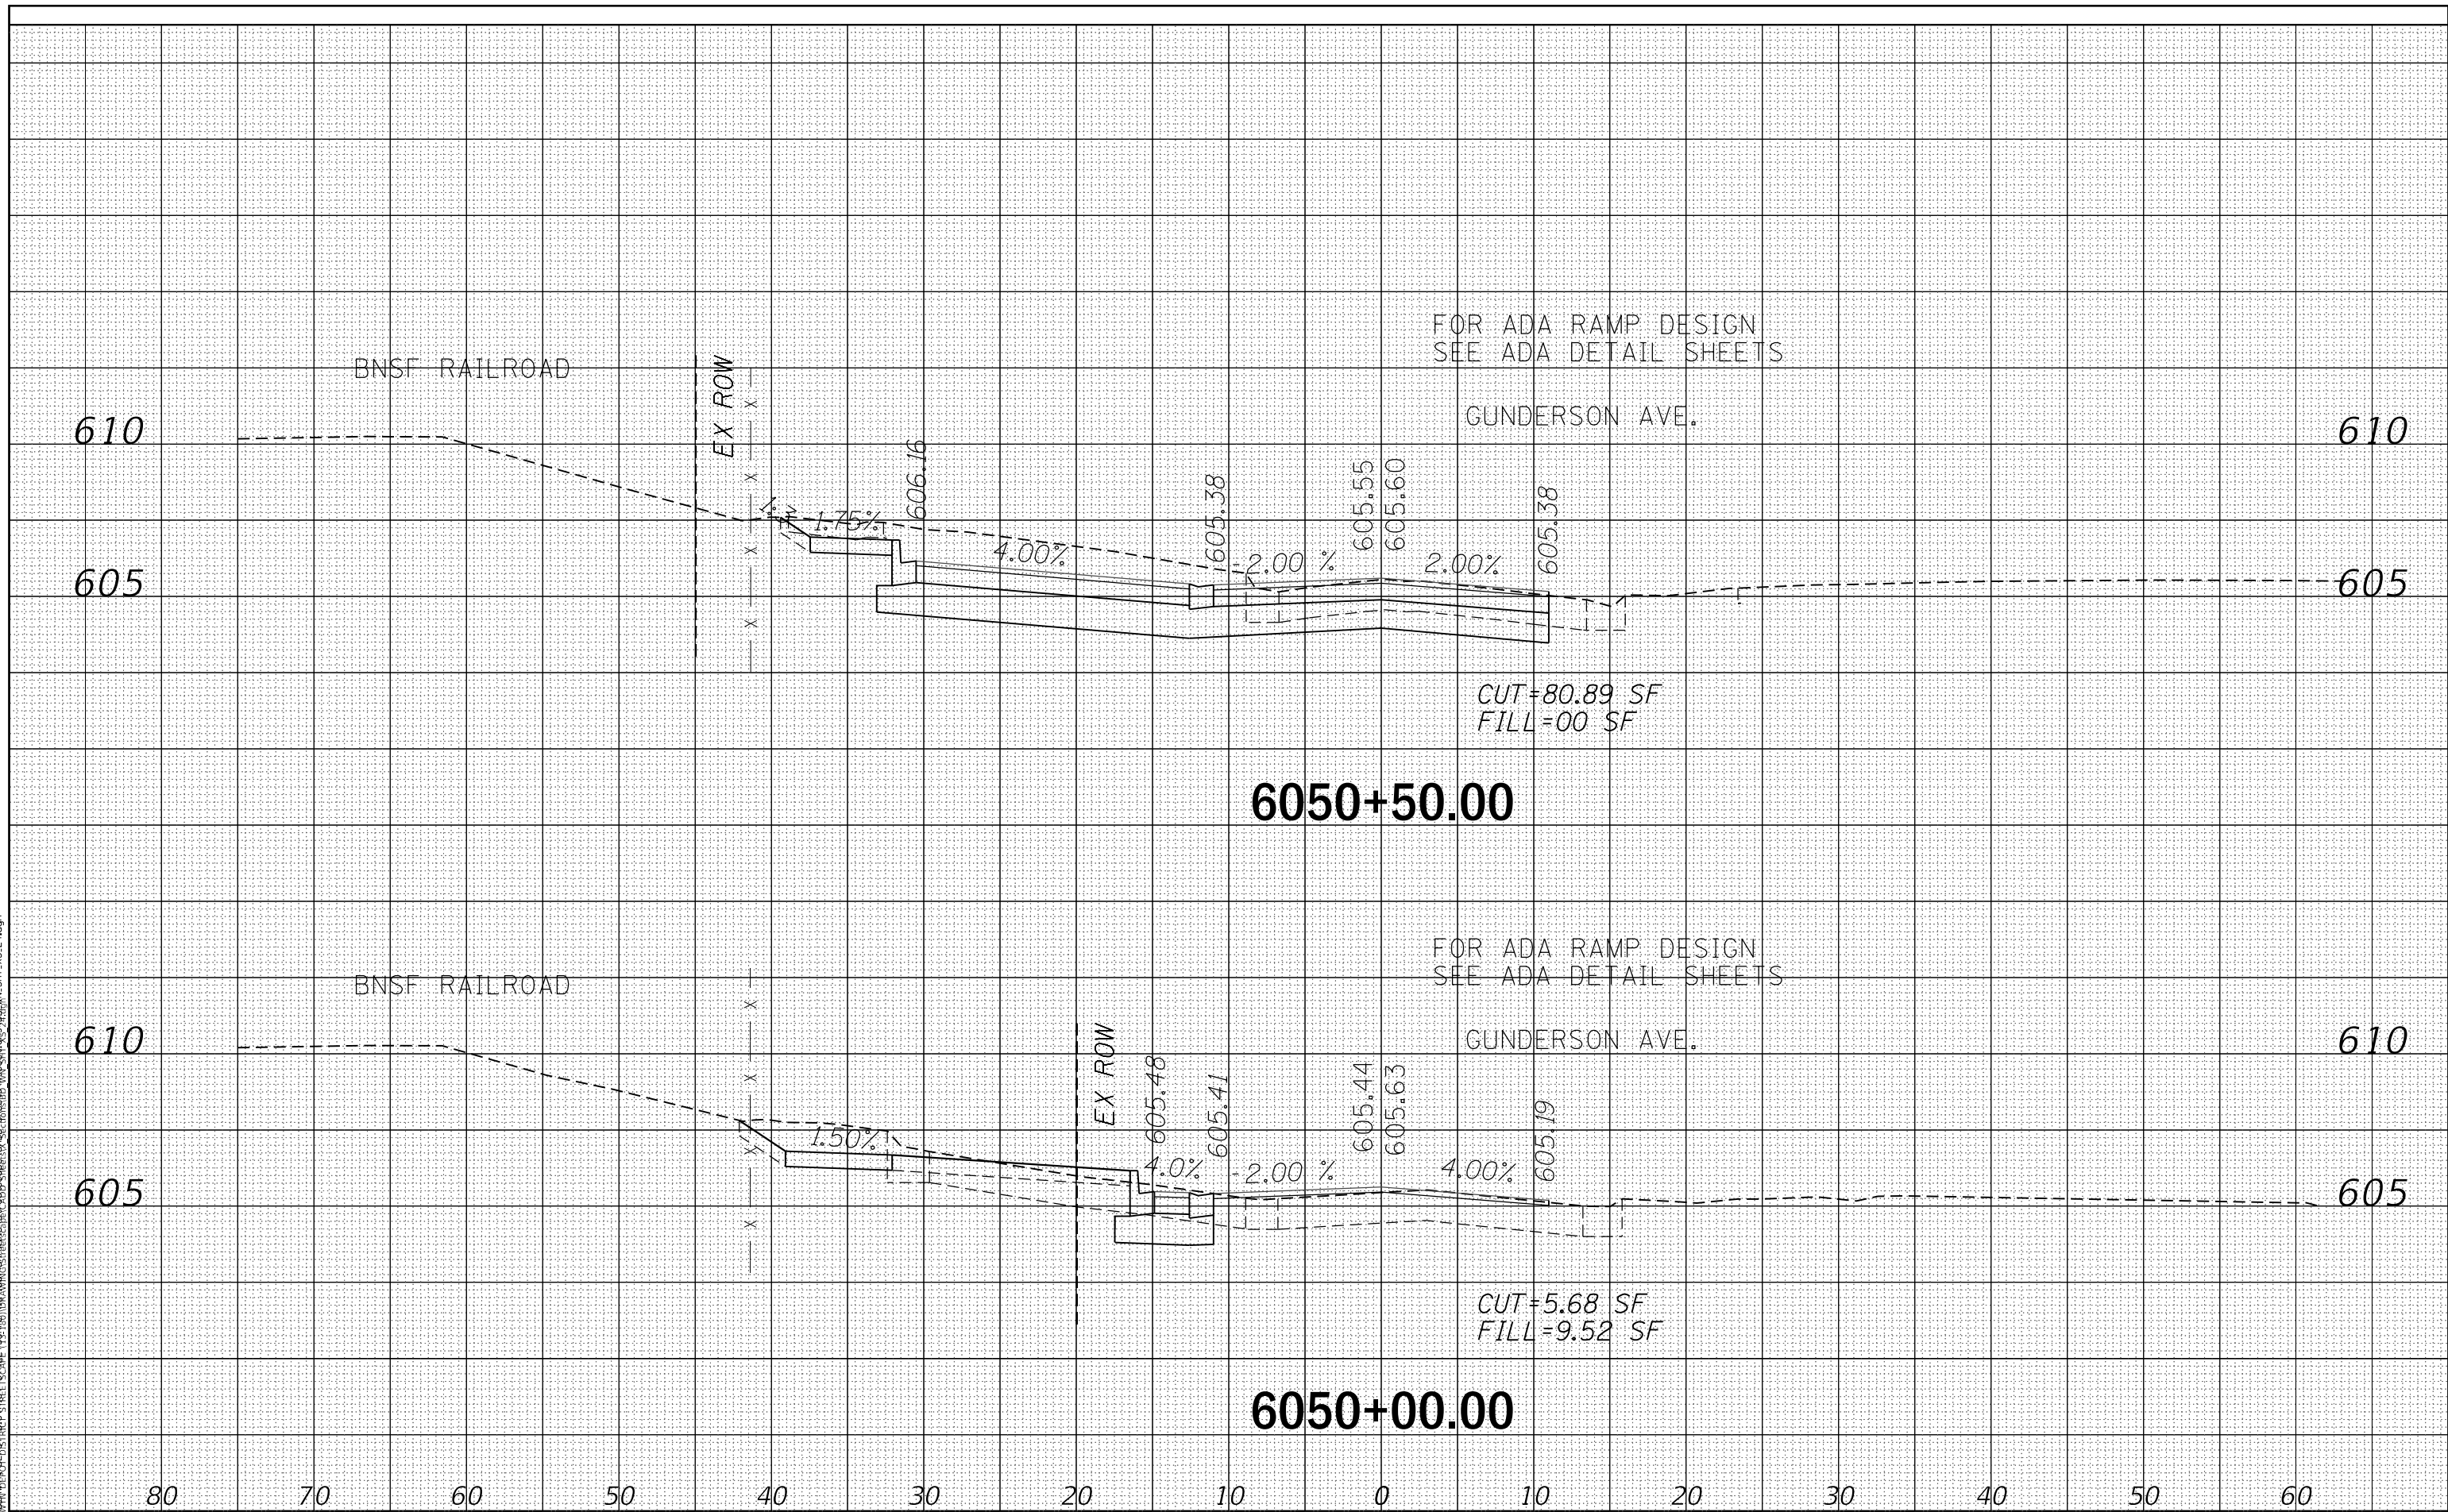 FOR ADA RAMP DESIGN
SEE ADA DETAIL SHEETS
BNSF RAILROAD
EX ROW
GUNDERSON AVE.
610
610
606.16
605.38
605.55
605.60
605.38
1.75%
4.00%
-2.00 %
2.00%
605
605
CUT=80.89 SF
FILL=00 SF
6050+50.00
FOR ADA RAMP DESIGN
SEE ADA DETAIL SHEETS
BNSF RAILROAD
EX ROW
GUNDERSON AVE.
610
610
605.48
605.41
605.44
605.63
605.19
1.50%
4.0%
-2.00 %
4.00%
605
605
CUT=5.68 SF
FILL=9.52 SF
6050+00.00
80 70 60 50 40 30 20 10 0 10 20 30 40 50 60